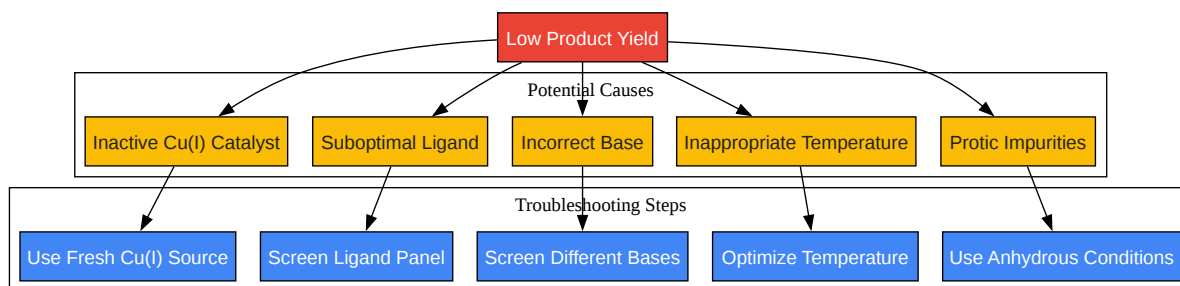 Low Product Yield
Potential Causes
Inactive Cu(I) Catalyst
Suboptimal Ligand
Incorrect Base
Inappropriate Temperature
Protic Impurities
Troubleshooting Steps
Use Fresh Cu(I) Source
Screen Ligand Panel
Screen Different Bases
Optimize Temperature
Use Anhydrous Conditions